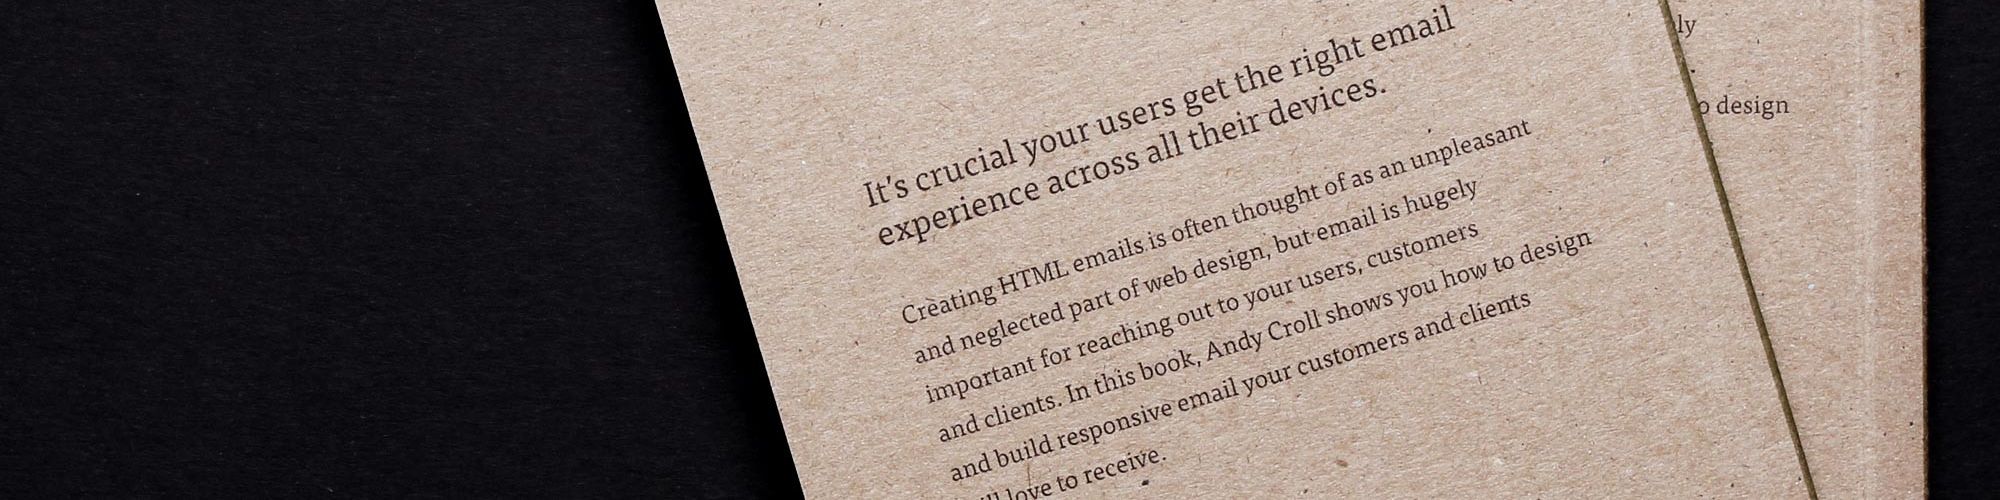 It's crucial your users get the right email
experience across all their devices.
Creating HTML emails is often thought of as an unpleasant
and neglected part of web design, but email is hugely
important for reaching out to your users, customers
and clients. In this book, Andy Croll shows you how to design
and build responsive email your customers and clients
love to receive.
ly
design